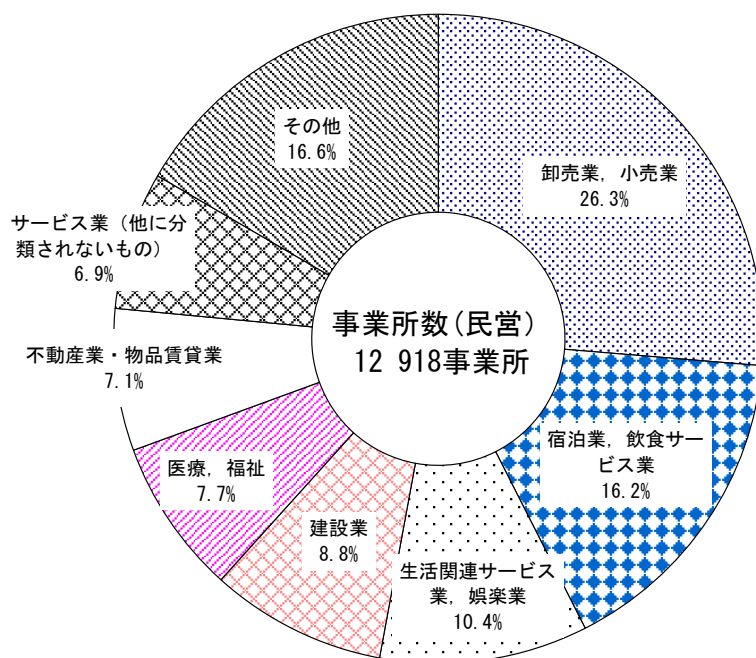 その他
16.6%
卸売業，小売業
26.3%
サービス業（他に分
類されないもの）
6.9%
事業所数(民営)
12 918事業所
不動産業・物品賃貸業
7.1%
宿泊業，飲食サー
ビス業
16.2%
医療，福祉
7.7%
建設業
8.8%
生活関連サービス
業，娯楽業
10.4%